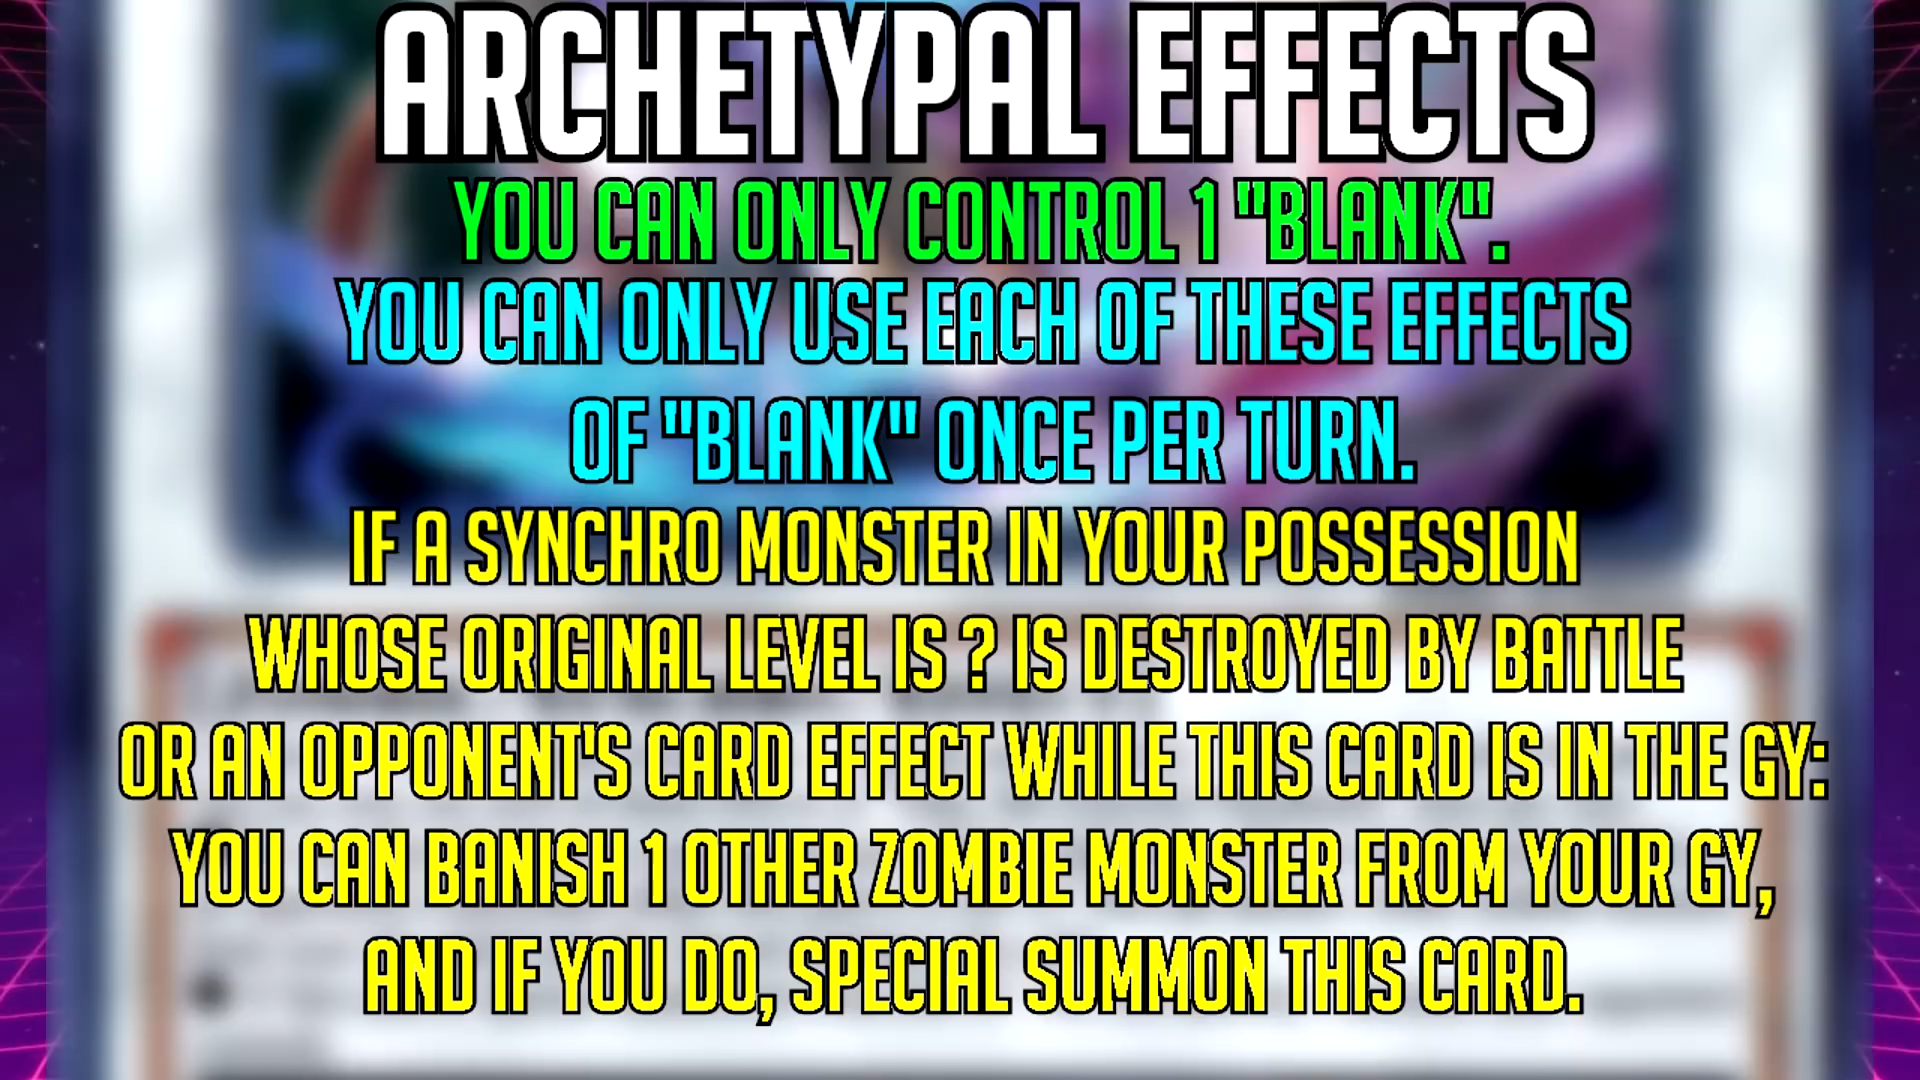 ARCHETYPAL EFFECTS
YOU CAN ONLY CONTROL 1 "BLANK".
YOU CAN ONLY USE EACH OF THESE EFFECTS
OF "BLANK" ONCE PER TURN.
IF A SYNCHRO MONSTER IN YOUR POSSESSION
WHOSE ORIGINAL LEVEL IS ? IS DESTROYED BY BATTLE
OR AN OPPONENT'S CARD EFFECT WHILE THIS CARD IS IN THE GY:
YOU CAN BANISH 1 OTHER ZOMBIE MONSTER FROM YOUR GY,
AND IF YOU DO, SPECIAL SUMMON THIS CARD.